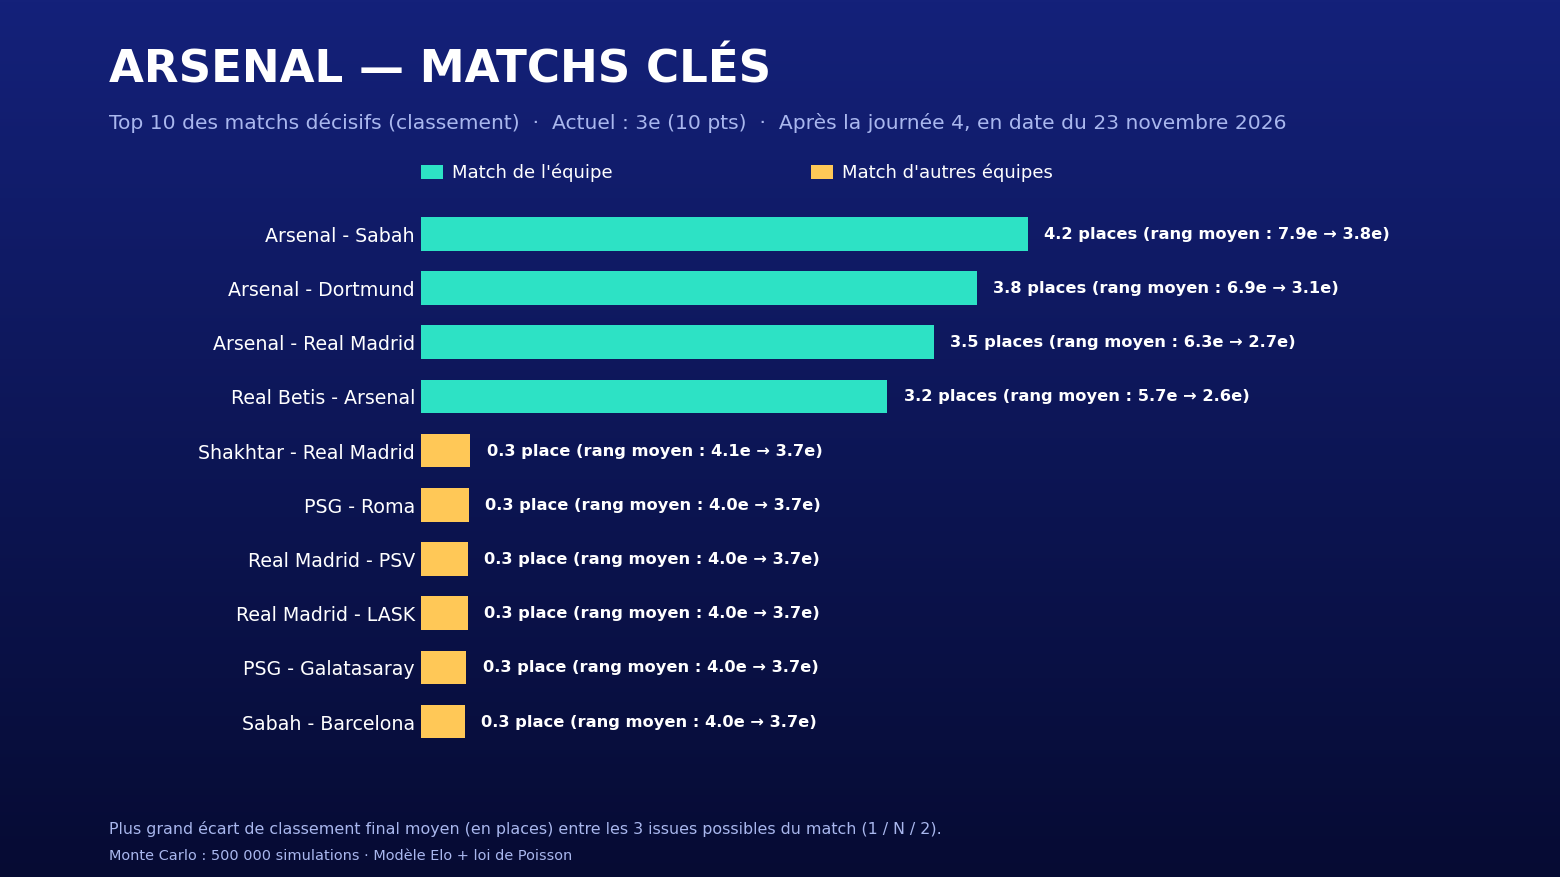 ARSENAL — MATCHS CLÉS
Top 10 des matchs décisifs (classement) · Actuel : 3e (10 pts) · Après la journée 4, en date du 23 novembre 2026
Match de l'équipe Match d'autres équipes
Arsenal - Sabah 4.2 places (rang moyen : 7.9e → 3.8e)
Arsenal - Dortmund 3.8 places (rang moyen : 6.9e → 3.1e)
Arsenal - Real Madrid 3.5 places (rang moyen : 6.3e → 2.7e)
Real Betis - Arsenal 3.2 places (rang moyen : 5.7e → 2.6e)
Shakhtar - Real Madrid 0.3 place (rang moyen : 4.1e → 3.7e)
PSG - Roma 0.3 place (rang moyen : 4.0e → 3.7e)
Real Madrid - PSV 0.3 place (rang moyen : 4.0e → 3.7e)
Real Madrid - LASK 0.3 place (rang moyen : 4.0e → 3.7e)
PSG - Galatasaray 0.3 place (rang moyen : 4.0e → 3.7e)
Sabah - Barcelona 0.3 place (rang moyen : 4.0e → 3.7e)
Plus grand écart de classement final moyen (en places) entre les 3 issues possibles du match (1 / N / 2).
Monte Carlo : 500 000 simulations · Modèle Elo + loi de Poisson